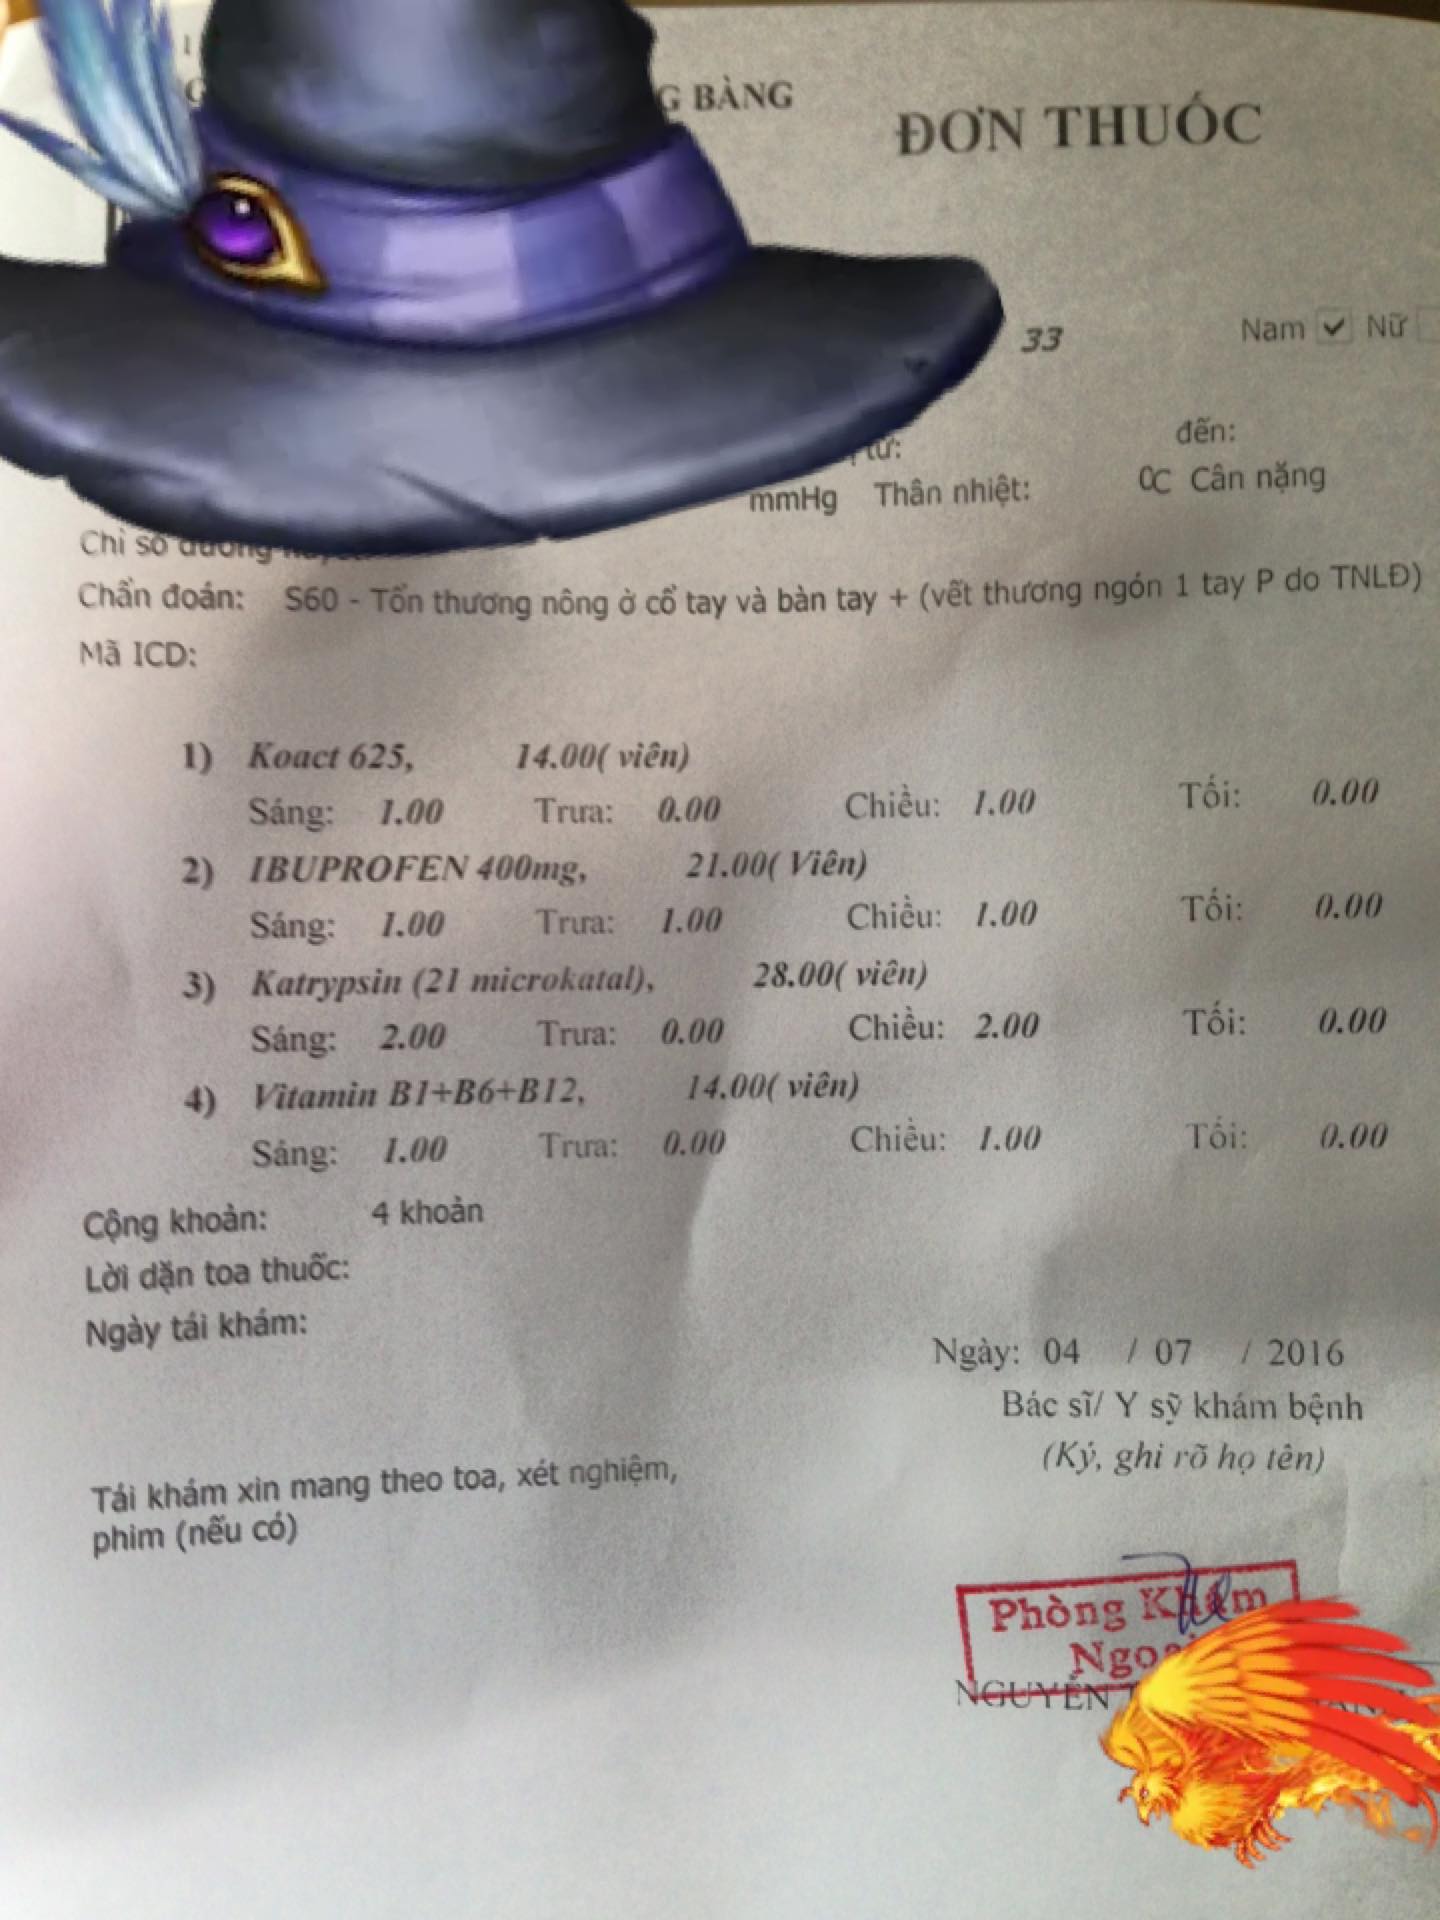 G BÀNG
ĐƠN THUỐC
33 Nam ✓ Nữ
từ: đến:
mmHg Thân nhiệt: 0C Cân nặng
Chỉ số đường
Chẩn đoán: S60 - Tổn thương nông ở cổ tay và bàn tay + (vết thương ngón 1 tay P do TNLĐ)
Mã ICD:
1) Koact 625, 14.00( viên)
Sáng: 1.00 Trưa: 0.00 Chiều: 1.00 Tối: 0.00
2) IBUPROFEN 400mg, 21.00( Viên)
Sáng: 1.00 Trưa: 1.00 Chiều: 1.00 Tối: 0.00
3) Katrypsin (21 microkatal), 28.00( viên)
Sáng: 2.00 Trưa: 0.00 Chiều: 2.00 Tối: 0.00
4) Vitamin B1+B6+B12, 14.00( viên)
Sáng: 1.00 Trưa: 0.00 Chiều: 1.00 Tối: 0.00
Cộng khoản: 4 khoản
Lời dặn toa thuốc:
Ngày tái khám:
Ngày: 04 / 07 / 2016
Bác sĩ/ Y sỹ khám bệnh
(Ký, ghi rõ họ tên)
Tái khám xin mang theo toa, xét nghiệm,
phim (nếu có)
Phòng Khám
Ngoại
NGUYỄN